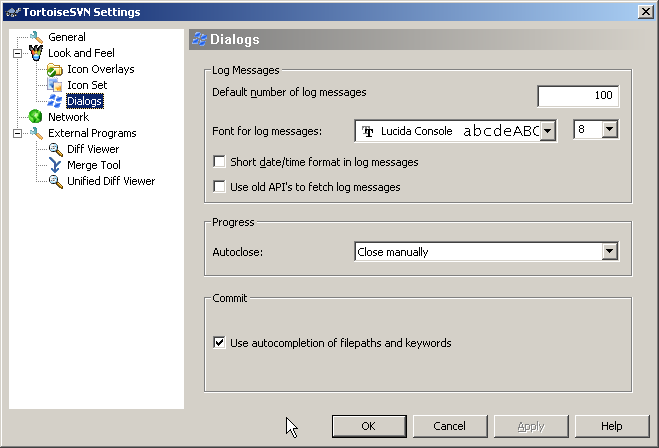 TortoiseSVN Settings
General
Look and Feel
Icon Overlays
Icon Set
Dialogs
Network
External Programs
Diff Viewer
Merge Tool
Unified Diff Viewer
Dialogs
Log Messages
Default number of log messages
100
Font for log messages:
Lucida Console abcdeABC
8
Short date/time format in log messages
Use old API's to fetch log messages
Progress
Autoclose:
Close manually
Commit
Use autocompletion of filepaths and keywords
OK
Cancel
Apply
Help